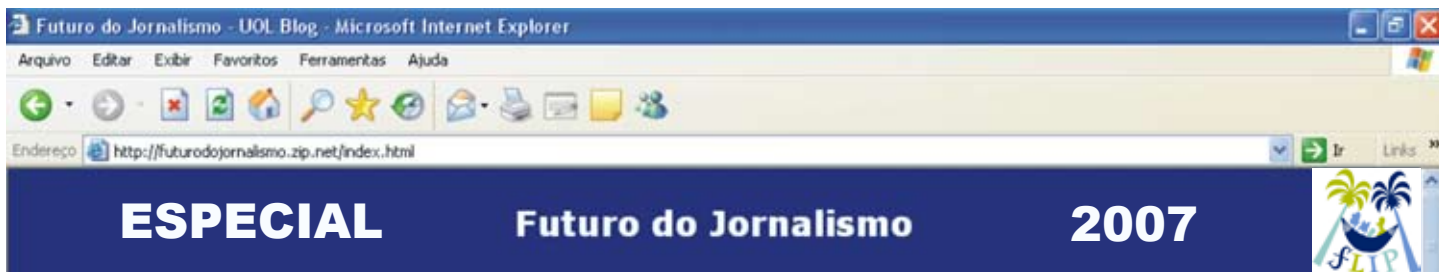 Futuro do Jornalismo - UOL Blog - Microsoft Internet Explorer
Arquivo Editar Exibir Favoritos Ferramentas Ajuda
Endereço http://futurodojornalismo.zip.net/index.html Ir Links »
ESPECIAL Futuro do Jornalismo 2007
fLIP